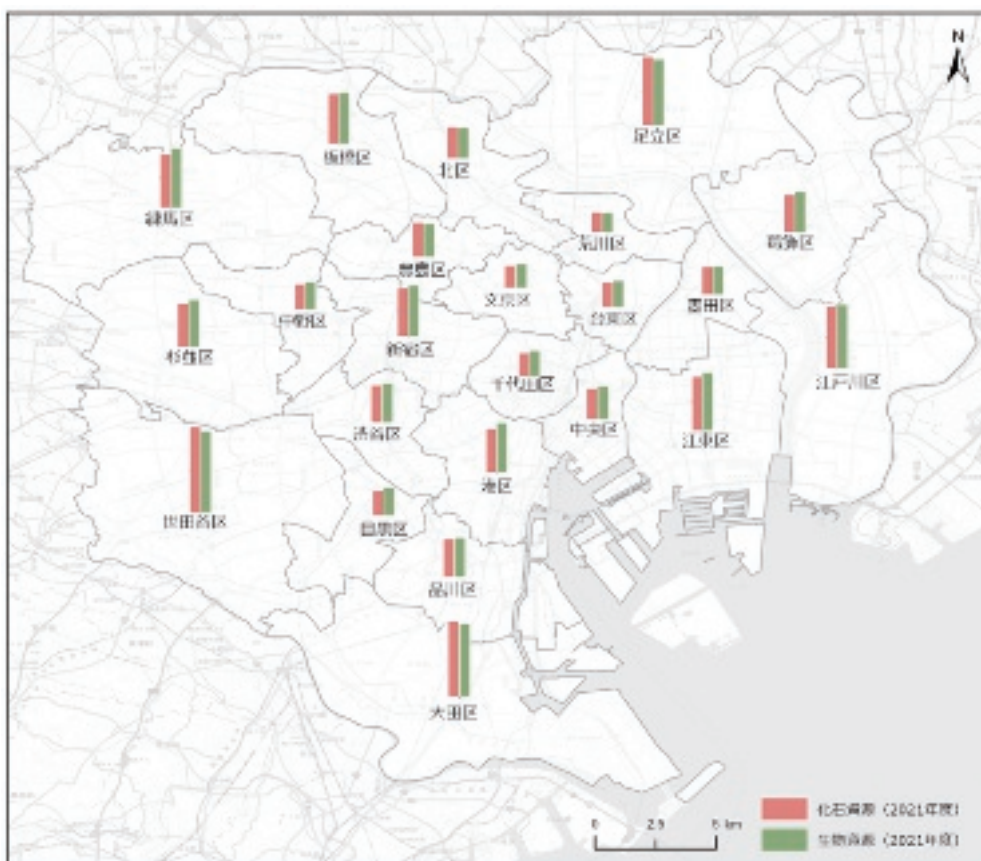 N
足立区
板橋区
北区
練馬区
荒川区
葛飾区
豊島区
文京区
台東区
墨田区
中野区
新宿区
杉並区
江戸川区
千代田区
渋谷区
中央区
江東区
港区
世田谷区
目黒区
品川区
大田区
化石資源（2021年度）
0 2.5 5 km
生物資源（2021年度）